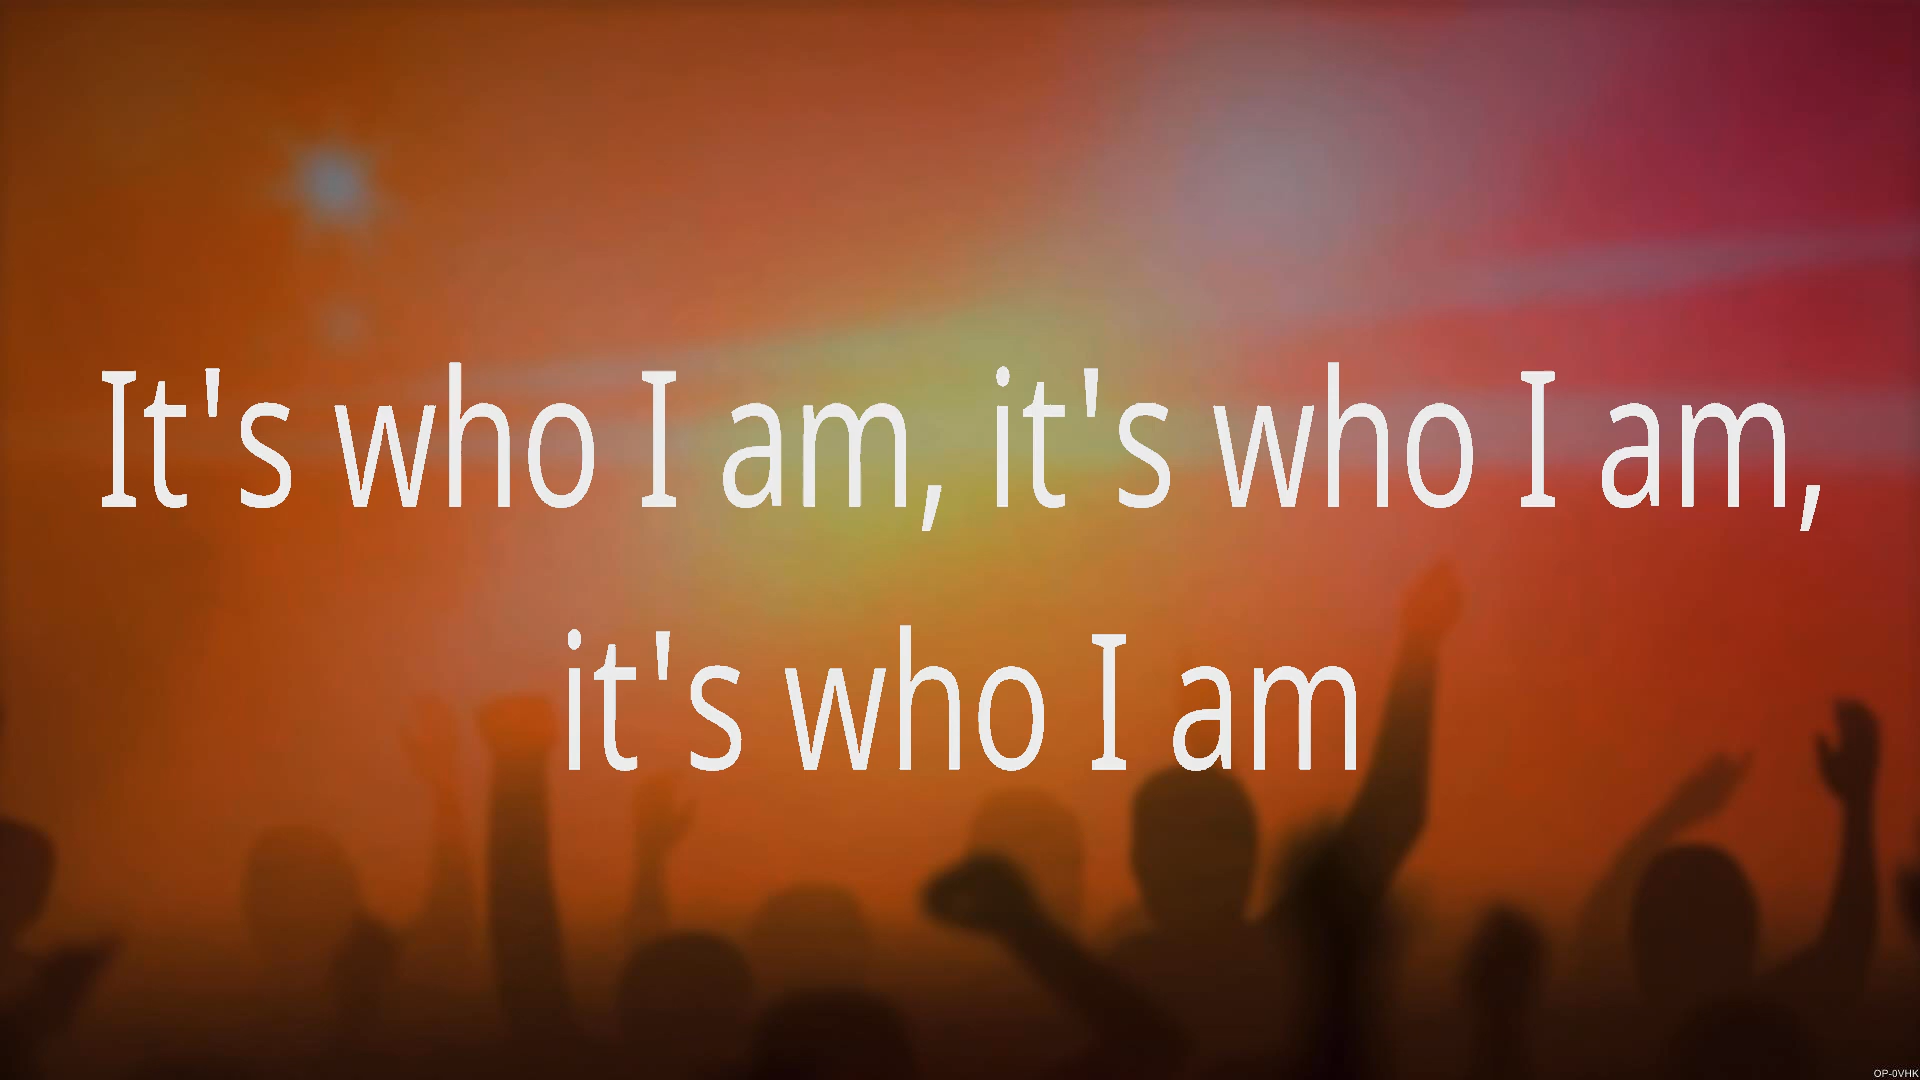 It's who I am, it's who I am,
it's who I am
OP-0VHK